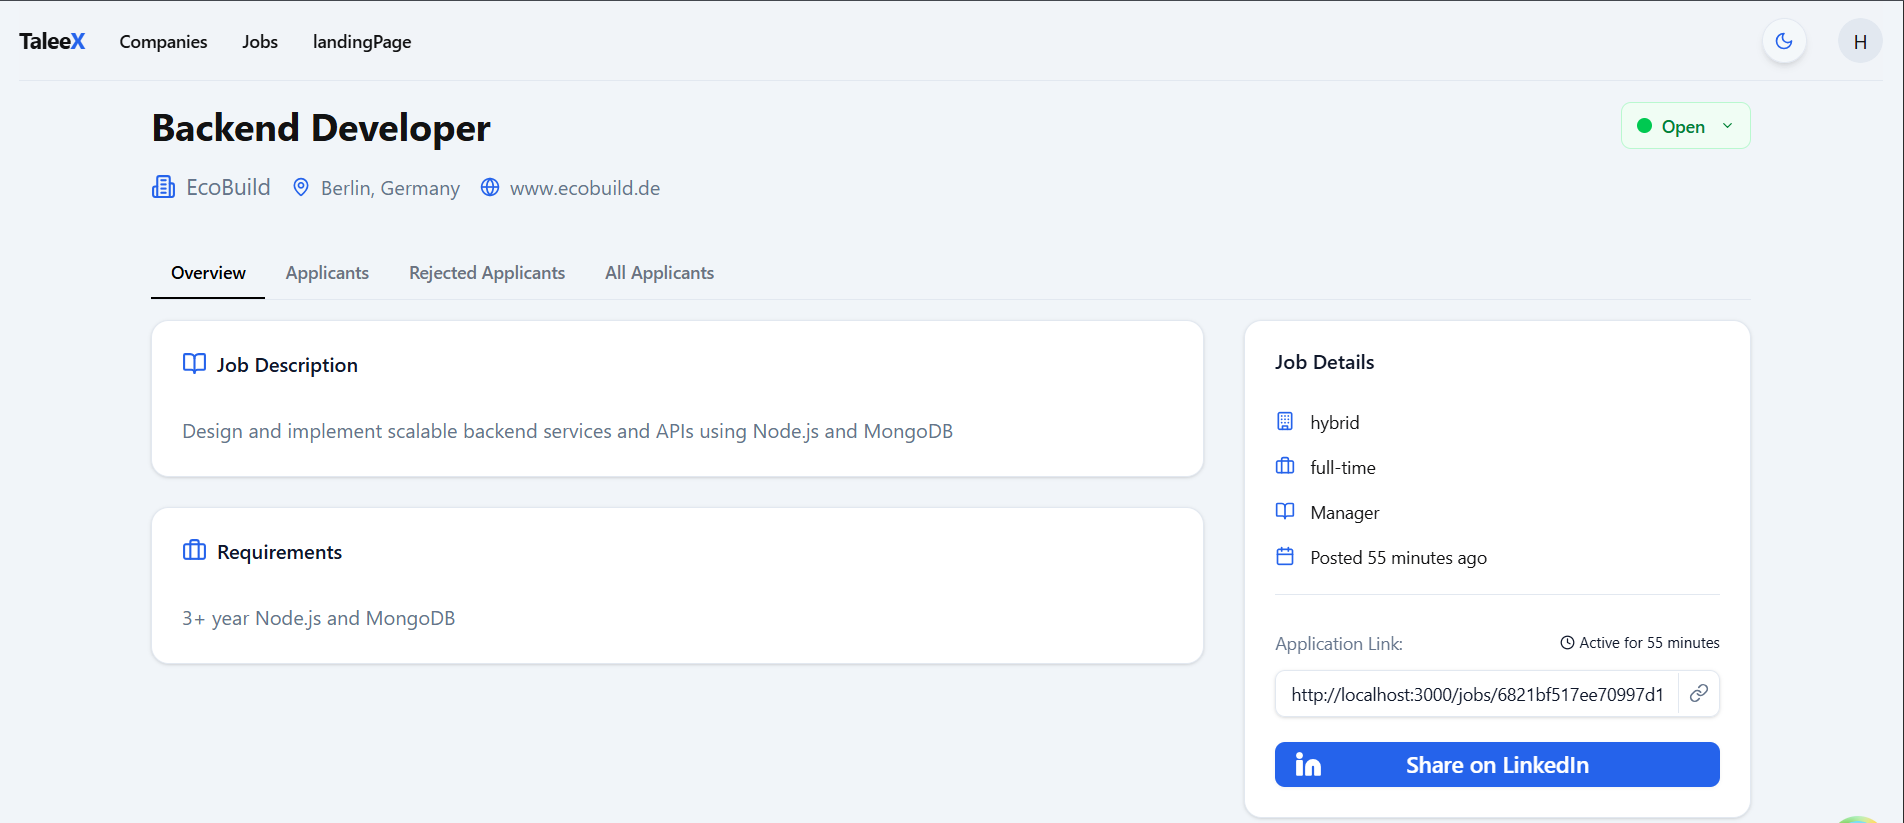 TaleeX Companies Jobs landingPage H
Backend Developer
Open
EcoBuild Berlin, Germany www.ecobuild.de
Overview Applicants Rejected Applicants All Applicants
Job Description
Design and implement scalable backend services and APIs using Node.js and MongoDB
Requirements
3+ year Node.js and MongoDB
Job Details
hybrid
full-time
Manager
Posted 55 minutes ago
Application Link: Active for 55 minutes
http://localhost:3000/jobs/6821bf517ee70997d1
in Share on LinkedIn